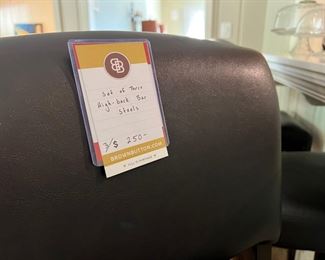 BB
Set of Three
High-back Bar
Stools
3/$ 250-
BROWNBUTTON.COM